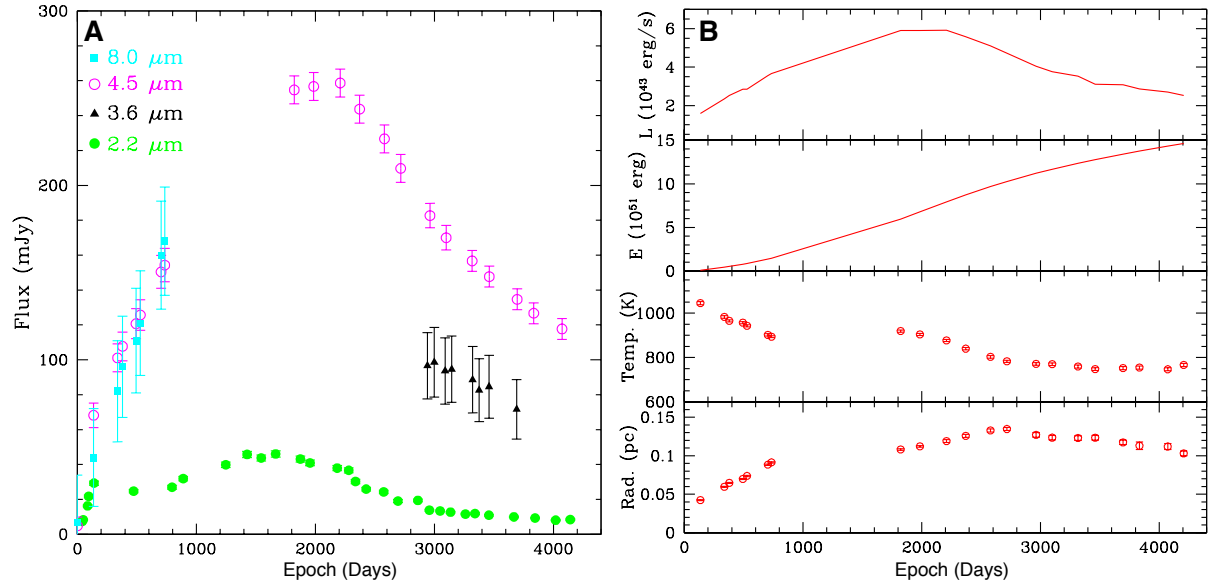 A
8.0 μm
4.5 μm
3.6 μm
2.2 μm
Flux (mJy)
300
200
100
0
0 1000 2000 3000 4000
Epoch (Days)
B
L (10⁴³ erg/s)
6
4
2
E (10⁵¹ erg)
15
10
5
0
Temp. (K)
1000
800
600
Rad. (pc)
0.15
0.1
0.05
0
0 1000 2000 3000 4000
Epoch (Days)